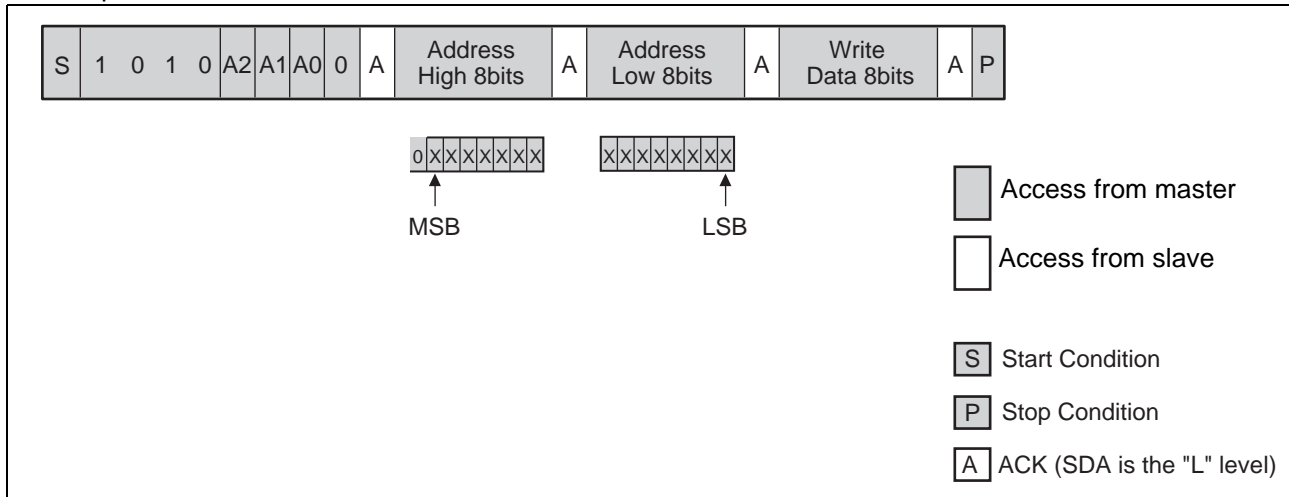 S 1 0 1 0 A2 A1 A0 0 A Address High 8bits A Address Low 8bits A Write Data 8bits A P
0 X X X X X X X X X X X X X X X
MSB LSB
Access from master
Access from slave
S Start Condition
P Stop Condition
A ACK (SDA is the "L" level)